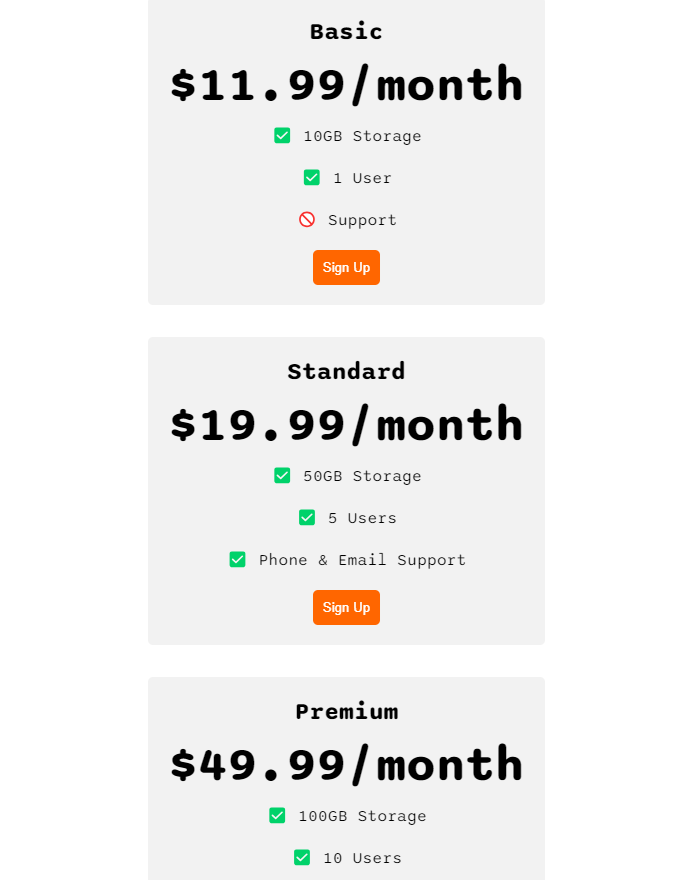 Basic
$11.99/month
10GB Storage
1 User
Support
Sign Up
Standard
$19.99/month
50GB Storage
5 Users
Phone & Email Support
Sign Up
Premium
$49.99/month
100GB Storage
10 Users